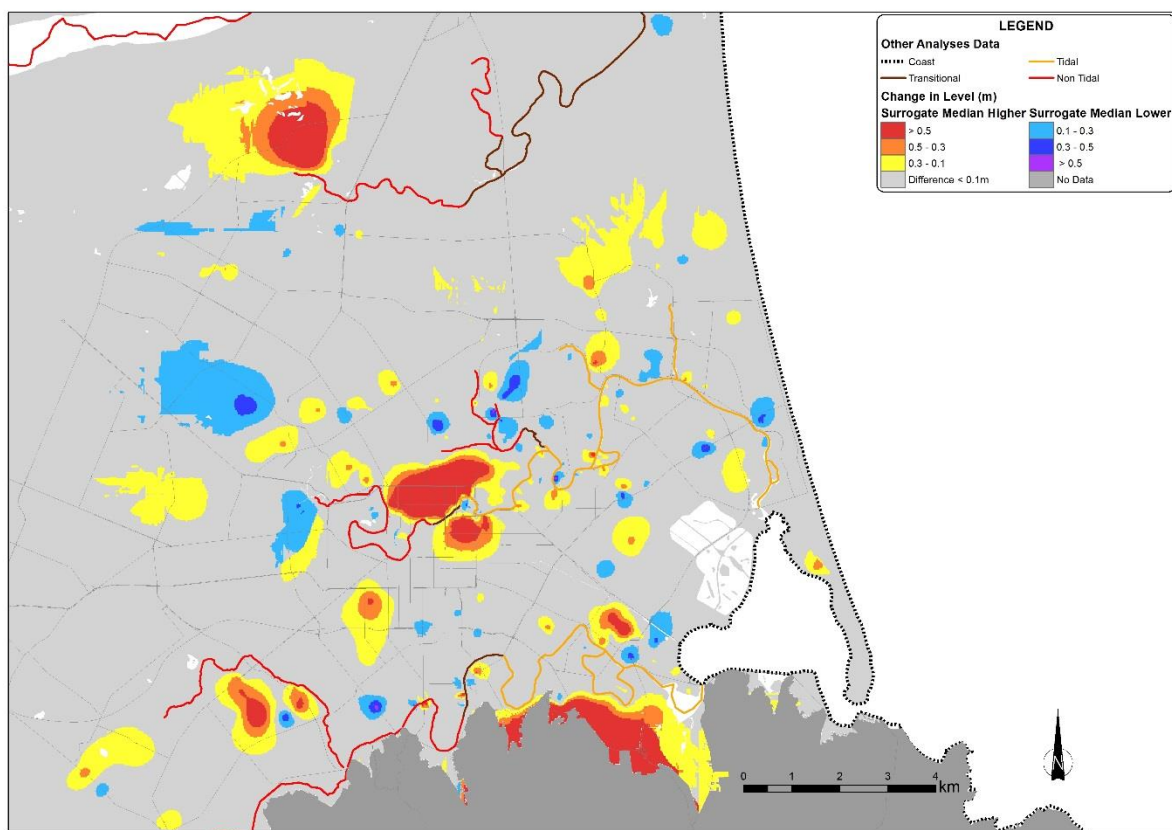 LEGEND
Other Analyses Data
Coast
Tidal
Transitional
Non Tidal
Change in Level (m)
Surrogate Median Higher Surrogate Median Lower
> 0.5
0.1 - 0.3
0.5 - 0.3
0.3 - 0.5
0.3 - 0.1
> 0.5
Difference < 0.1m
No Data
N
0 1 2 3 4
km